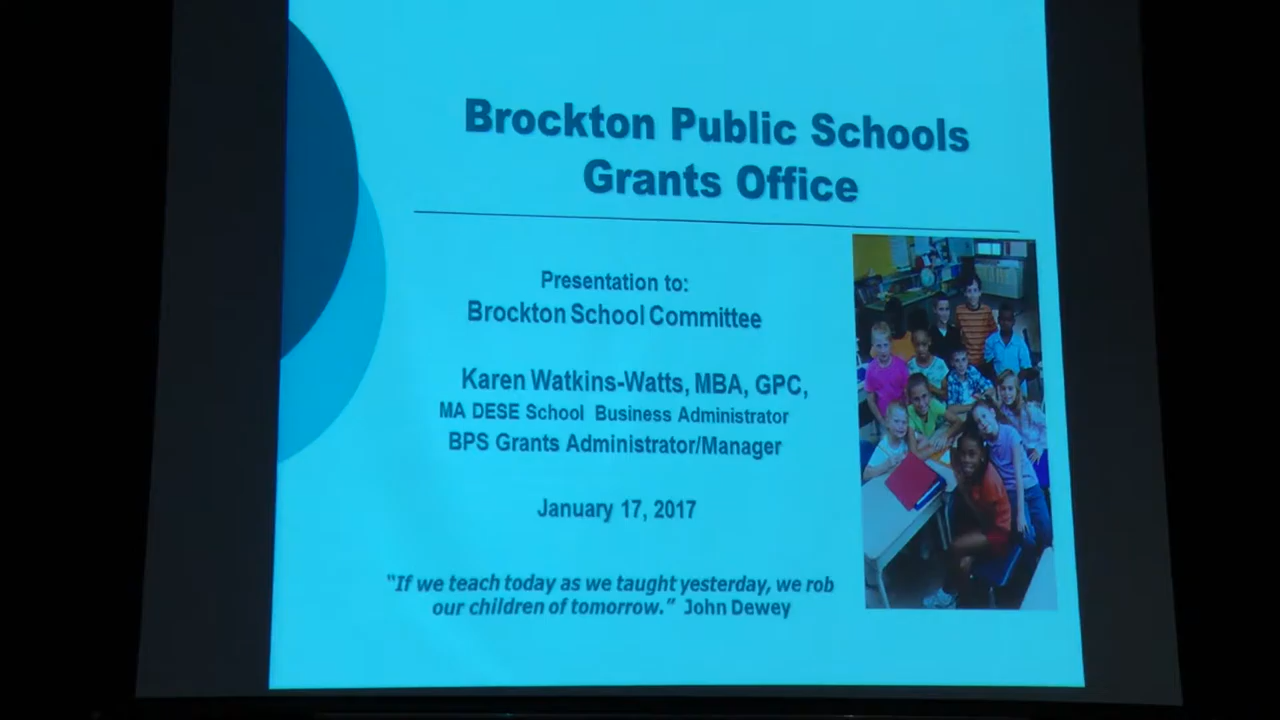 Brockton Public Schools
Grants Office
Presentation to:
Brockton School Committee
Karen Watkins-Watts, MBA, GPC,
MA DESE School Business Administrator
BPS Grants Administrator/Manager
January 17, 2017
"If we teach today as we taught yesterday, we rob
our children of tomorrow." John Dewey